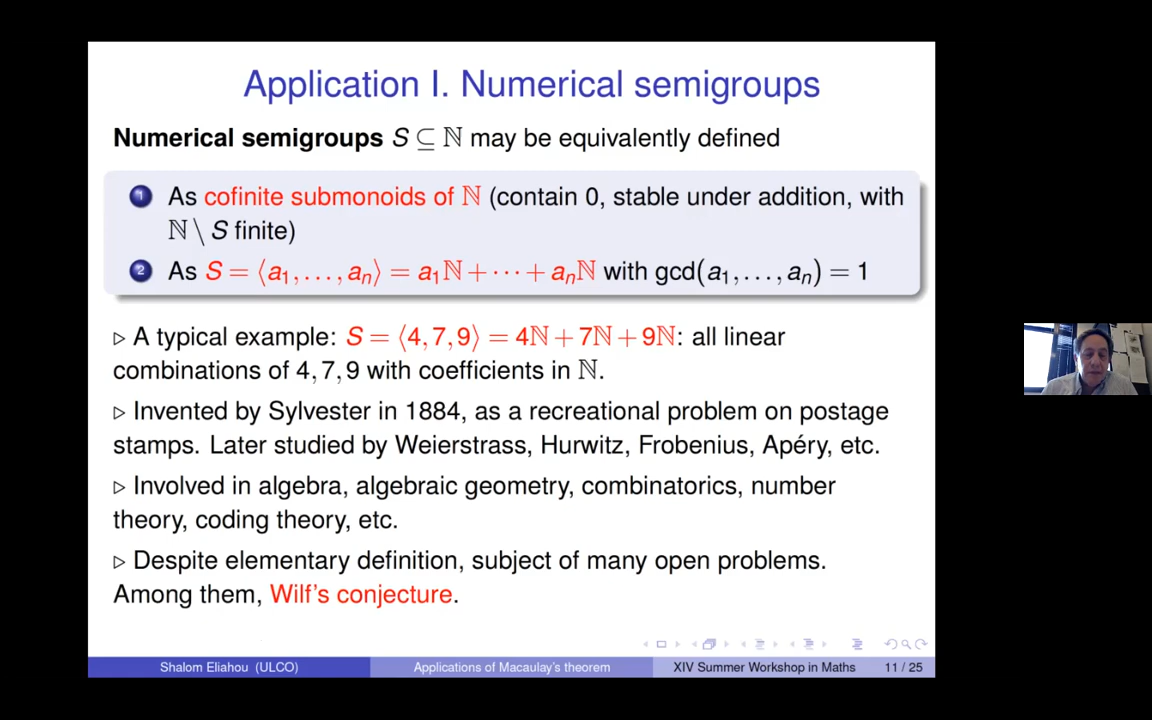 Application I. Numerical semigroups
Numerical semigroups S ⊆ ℕ may be equivalently defined
1 As cofinite submonoids of ℕ (contain 0, stable under addition, with
ℕ \ S finite)
2 As S = ⟨a₁, . . . , aₙ⟩ = a₁ℕ + · · · + aₙℕ with gcd(a₁, . . . , aₙ) = 1
▷ A typical example: S = ⟨4, 7, 9⟩ = 4ℕ + 7ℕ + 9ℕ: all linear
combinations of 4, 7, 9 with coefficients in ℕ.
▷ Invented by Sylvester in 1884, as a recreational problem on postage
stamps. Later studied by Weierstrass, Hurwitz, Frobenius, Apéry, etc.
▷ Involved in algebra, algebraic geometry, combinatorics, number
theory, coding theory, etc.
▷ Despite elementary definition, subject of many open problems.
Among them, Wilf's conjecture.
Shalom Eliahou (ULCO) Applications of Macaulay's theorem XIV Summer Workshop in Maths 11 / 25